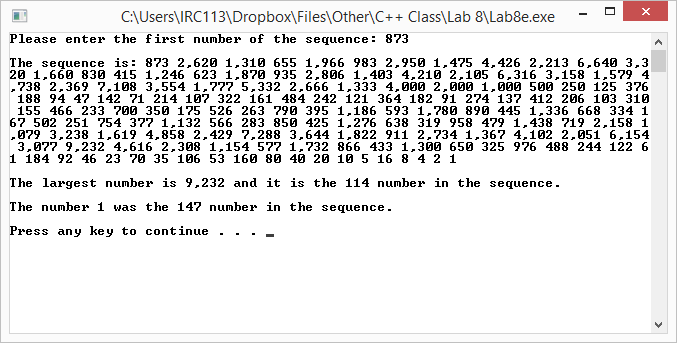 C:\Users\IRC113\Dropbox\Files\Other\C++ Class\Lab 8\Lab8e.exe
Please enter the first number of the sequence: 873
The sequence is: 873 2,620 1,310 655 1,966 983 2,950 1,475 4,426 2,213 6,640 3,3
20 1,660 830 415 1,246 623 1,870 935 2,806 1,403 4,210 2,105 6,316 3,158 1,579 4
,738 2,369 7,108 3,554 1,777 5,332 2,666 1,333 4,000 2,000 1,000 500 250 125 376
188 94 47 142 71 214 107 322 161 484 242 121 364 182 91 274 137 412 206 103 310
155 466 233 700 350 175 526 263 790 395 1,186 593 1,780 890 445 1,336 668 334 1
67 502 251 754 377 1,132 566 283 850 425 1,276 638 319 958 479 1,438 719 2,158 1
,079 3,238 1,619 4,858 2,429 7,288 3,644 1,822 911 2,734 1,367 4,102 2,051 6,154
3,077 9,232 4,616 2,308 1,154 577 1,732 866 433 1,300 650 325 976 488 244 122 6
1 184 92 46 23 70 35 106 53 160 80 40 20 10 5 16 8 4 2 1
The largest number is 9,232 and it is the 114 number in the sequence.
The number 1 was the 147 number in the sequence.
Press any key to continue . . .